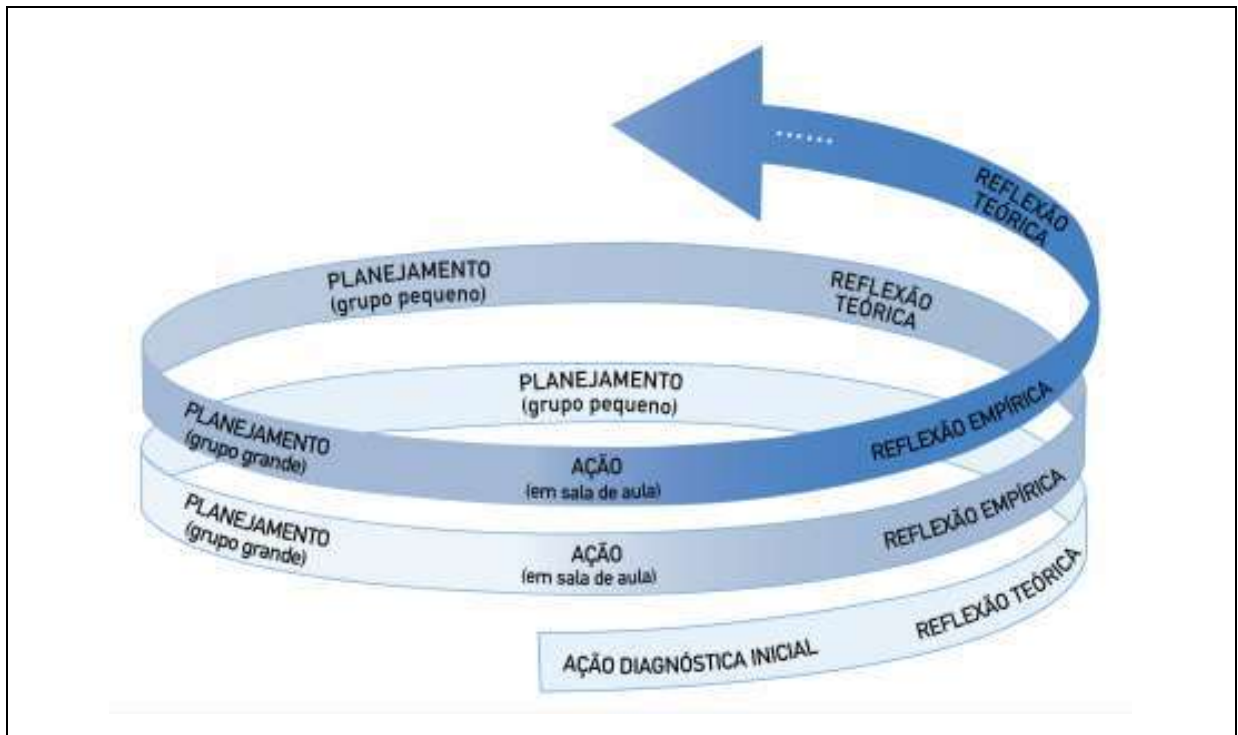 ......
REFLEXÃO
TEÓRICA
PLANEJAMENTO
(grupo pequeno)
REFLEXÃO
TEÓRICA
PLANEJAMENTO
(grupo pequeno)
PLANEJAMENTO
(grupo grande)
AÇÃO
(em sala de aula)
REFLEXÃO EMPÍRICA
PLANEJAMENTO
(grupo grande)
AÇÃO
(em sala de aula)
REFLEXÃO EMPÍRICA
AÇÃO DIAGNÓSTICA INICIAL
REFLEXÃO TEÓRICA